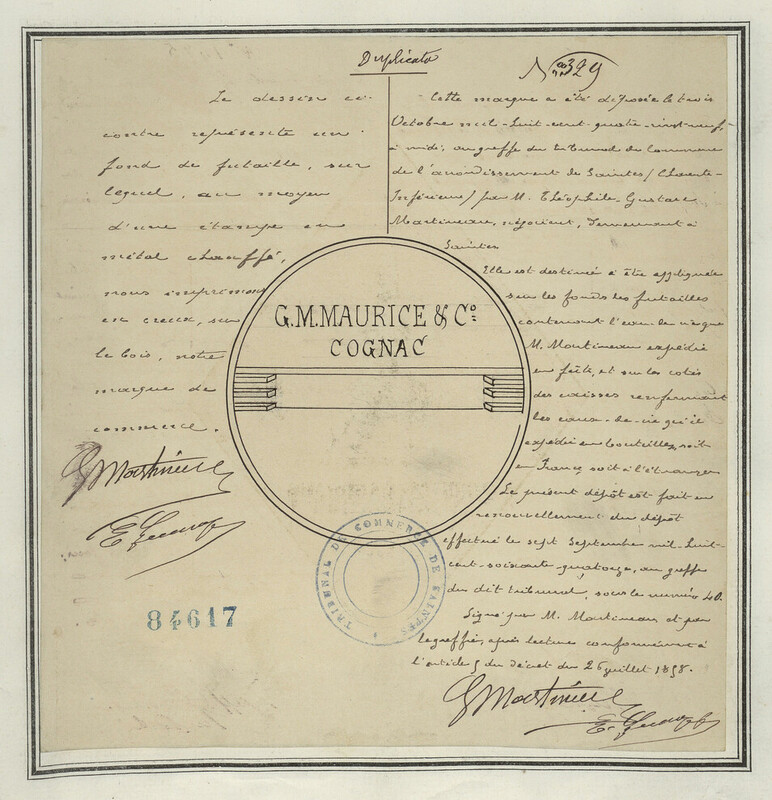 Duplicata
Le dessin ci-
contre représente un
fond de futaille, sur
lequel, au moyen
d'une étampe en
métal chauffé,
nous imprimons
en creux, sur
le bois, notre
marque de
commerce.
G Martineau
84617
G.M.MAURICE & Cº
COGNAC
TRIBUNAL DE COMMERCE DE SAINTES
Nº 329
Cette marque a été déposée le trois
Octobre mil-huit-cent-quatre-vingt-neuf,
à midi, au greffe du tribunal de Commerce
de l'arrondissement de Saintes (Charente-
Inférieure) par M. Théophile-Gustave
Martineau, négociant, demeurant à
Saintes
Elle est destinée à être appliquée
sur les fonds des futailles
contenant l'eau-de-vie que
M. Martineau expédie
en fûts, et sur les côtés
des caisses renfermant
les eaux-de-vie qu'il
expédie en bouteilles, soit
en France soit à l'étranger
Le présent dépôt est fait en
renouvellement du dépôt
effectué le sept Septembre mil-huit-
cent-soixante-quatorze, au greffe
du dit tribunal, sous le numéro 40.
Signé par M. Martineau et par
le greffier, après lecture conformément à
l'article 5 du décret du 26 juillet 1858.
G Martineau